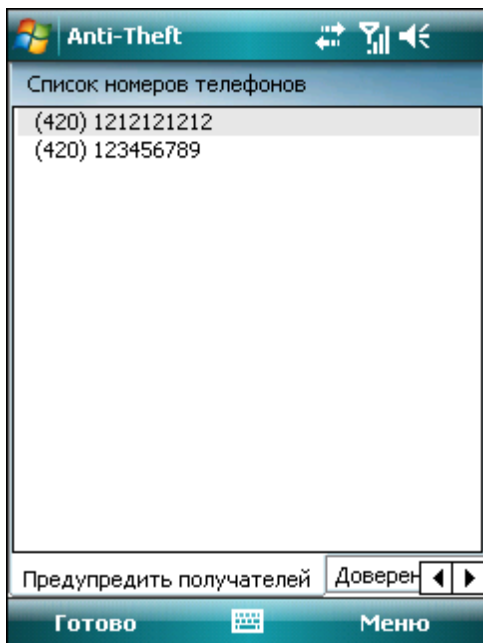 Anti-Theft
Список номеров телефонов
(420) 1212121212
(420) 123456789
Предупредить получателей
Доверен
Готово
Меню